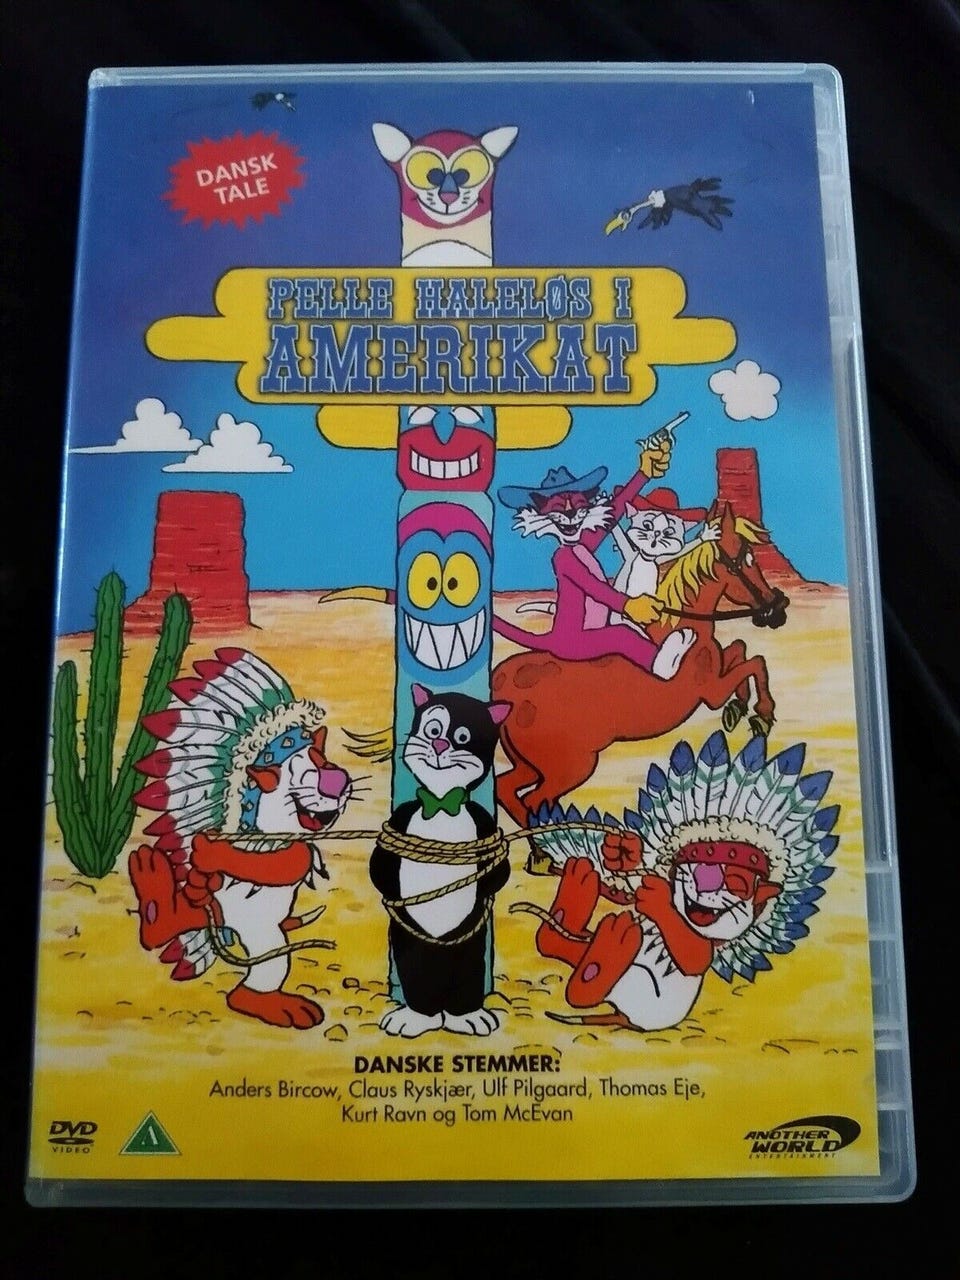 DANSK
TALE
PELLE HALELØS I
AMERIKAT
DANSKE STEMMER:
Anders Bircow, Claus Ryskjær, Ulf Pilgaard, Thomas Eje,
Kurt Ravn og Tom McEvan
DVD
VIDEO
A
ANOTHER
WORLD
ENTERTAINMENT